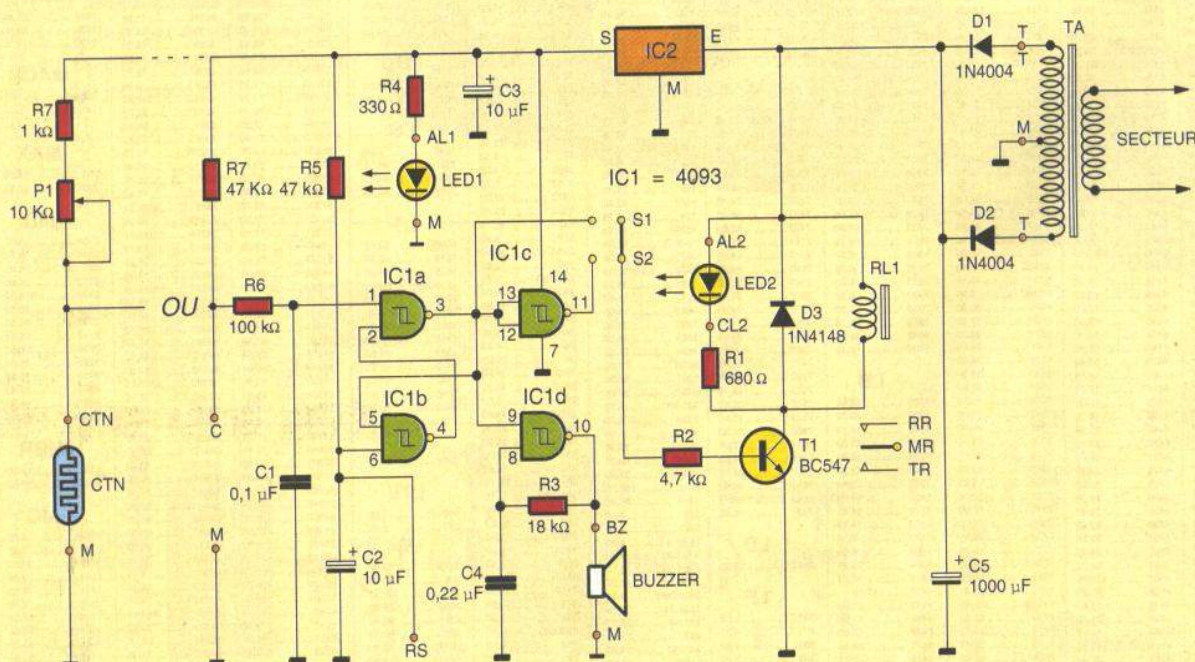 D1
TA
T
T
S
E
IC2
1N4004
M
R4
330 Ω
+
C3
10 µF
R7
1 kΩ
AL1
M
SECTEUR
R7
47 KΩ
R5
47 kΩ
LED1
IC1 = 4093
P1
10 KΩ
M
S1
D2
T
S2
AL2
1N4004
IC1a
IC1c
14
RL1
OU
R6
100 kΩ
1
2
3
13
12
11
7
LED2
D3
1N4148
CL2
R1
680 Ω
IC1b
IC1d
5
6
4
9
8
10
CTN
C
R2
4,7 kΩ
T1
BC547
RR
MR
TR
CTN
C1
0,1 µF
R3
18 kΩ
BZ
M
M
+
C2
10 µF
C4
0,22 µF
BUZZER
+
C5
1000 µF
RS
M